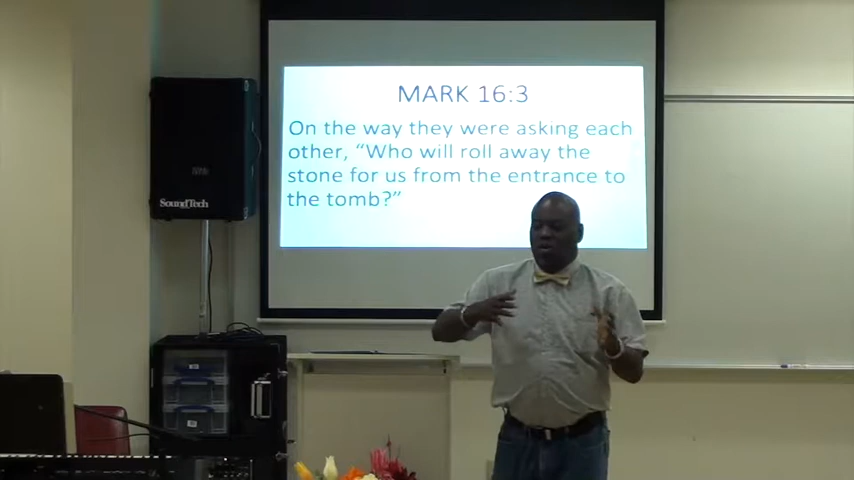 MARK 16:3
On the way they were asking each
other, “Who will roll away the
stone for us from the entrance to
the tomb?”
SoundTech